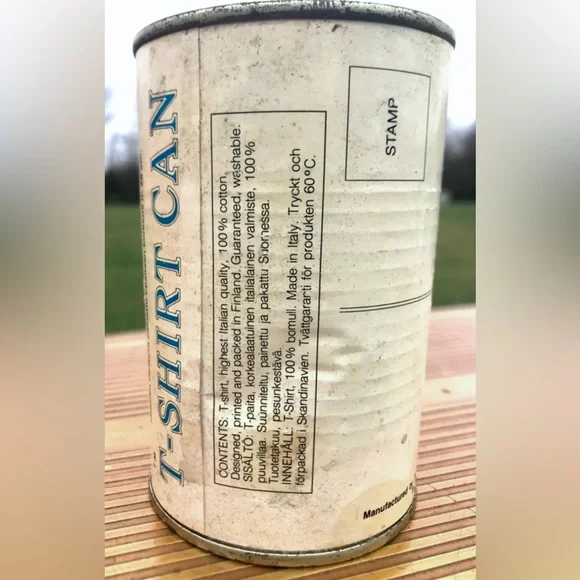 T-SHIRT CAN
CONTENTS: T-shirt, highest Italian quality, 100% cotton,
Designed, printed and packed in Finland. Guaranteed, washable.
SISÄLTÖ: T-paita, korkealaatuinen italialainen valmiste, 100%
puuvillaa. Suunniteltu, painettu ja pakattu Suomessa.
Tuotetakuu, pesunkestävä.
INNEHÅLL: T-Shirt, 100% bomull. Made in Italy. Tryckt och
förpackad i Skandinavien. Tvättgaranti för produkten 60°C.
STAMP
Manufactured